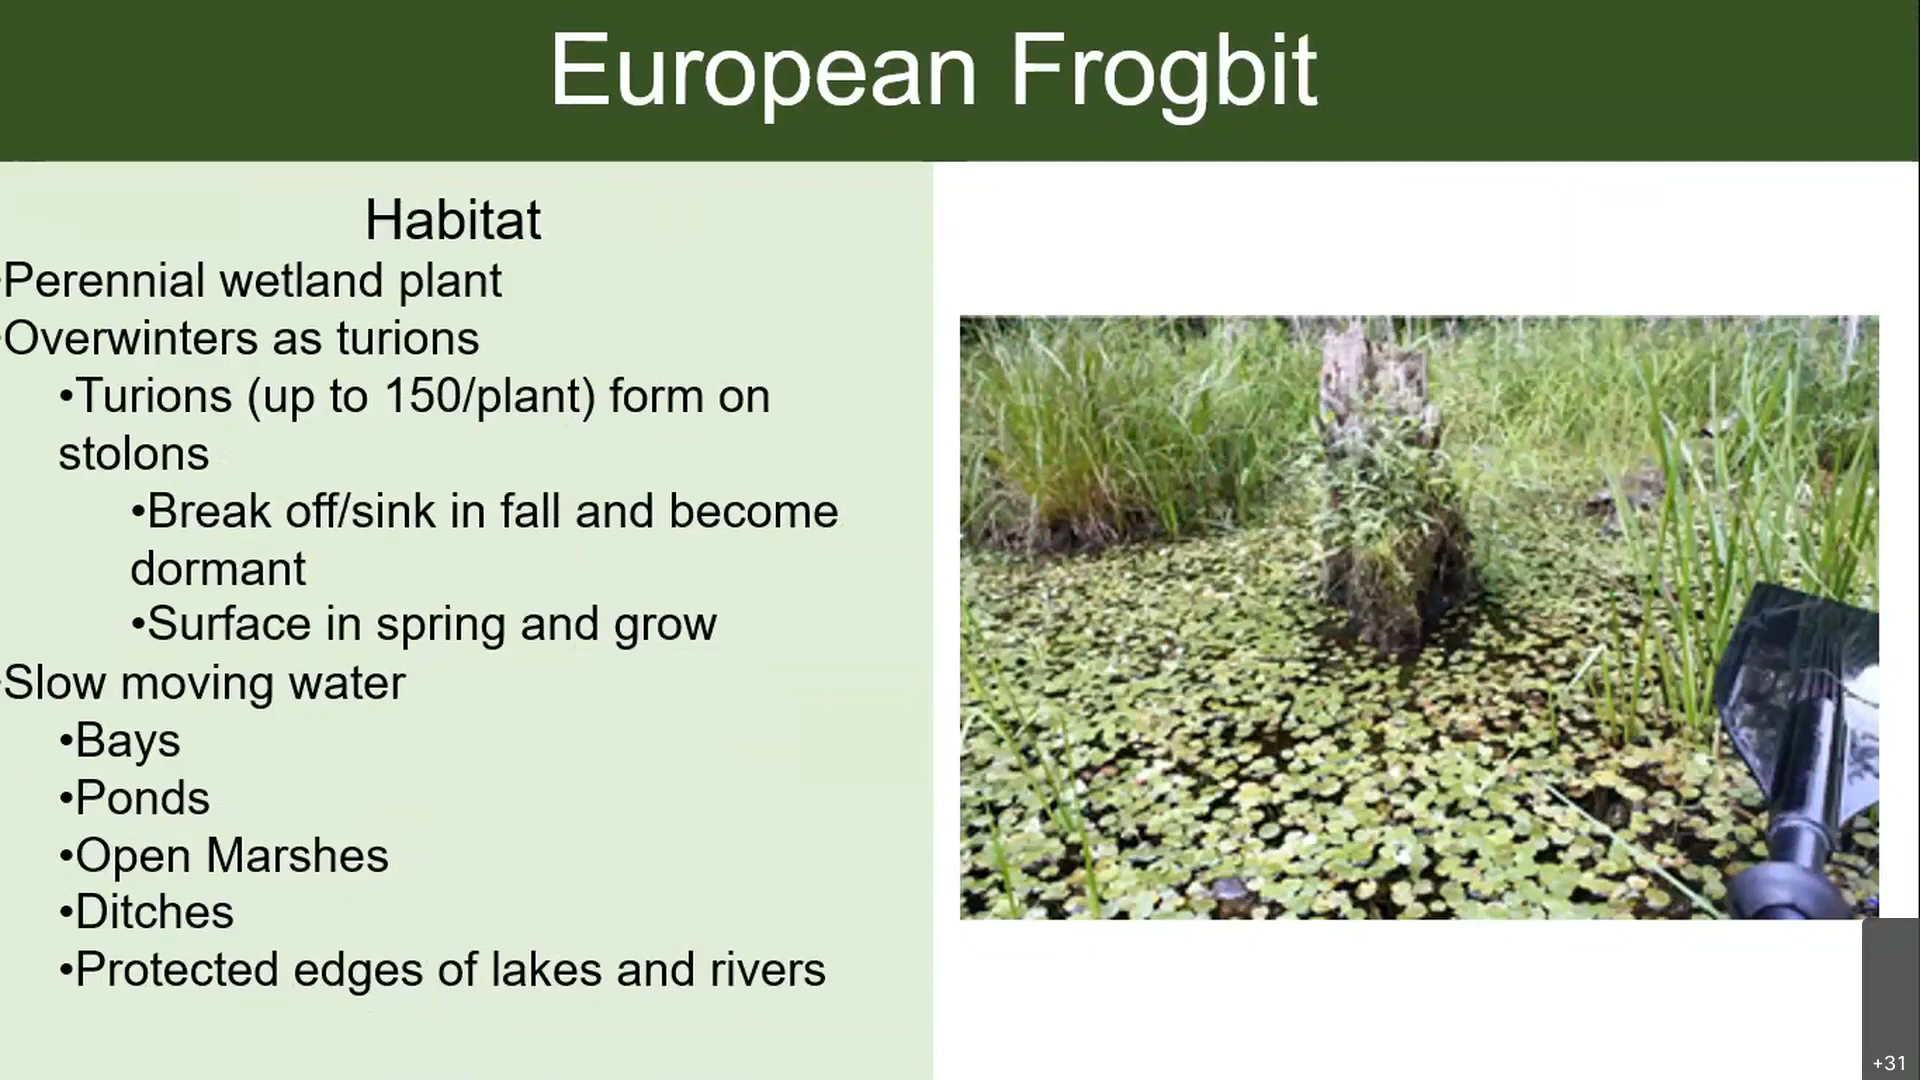 European Frogbit
Habitat
•Perennial wetland plant
•Overwinters as turions
•Turions (up to 150/plant) form on
stolons
•Break off/sink in fall and become
dormant
•Surface in spring and grow
•Slow moving water
•Bays
•Ponds
•Open Marshes
•Ditches
•Protected edges of lakes and rivers
+31